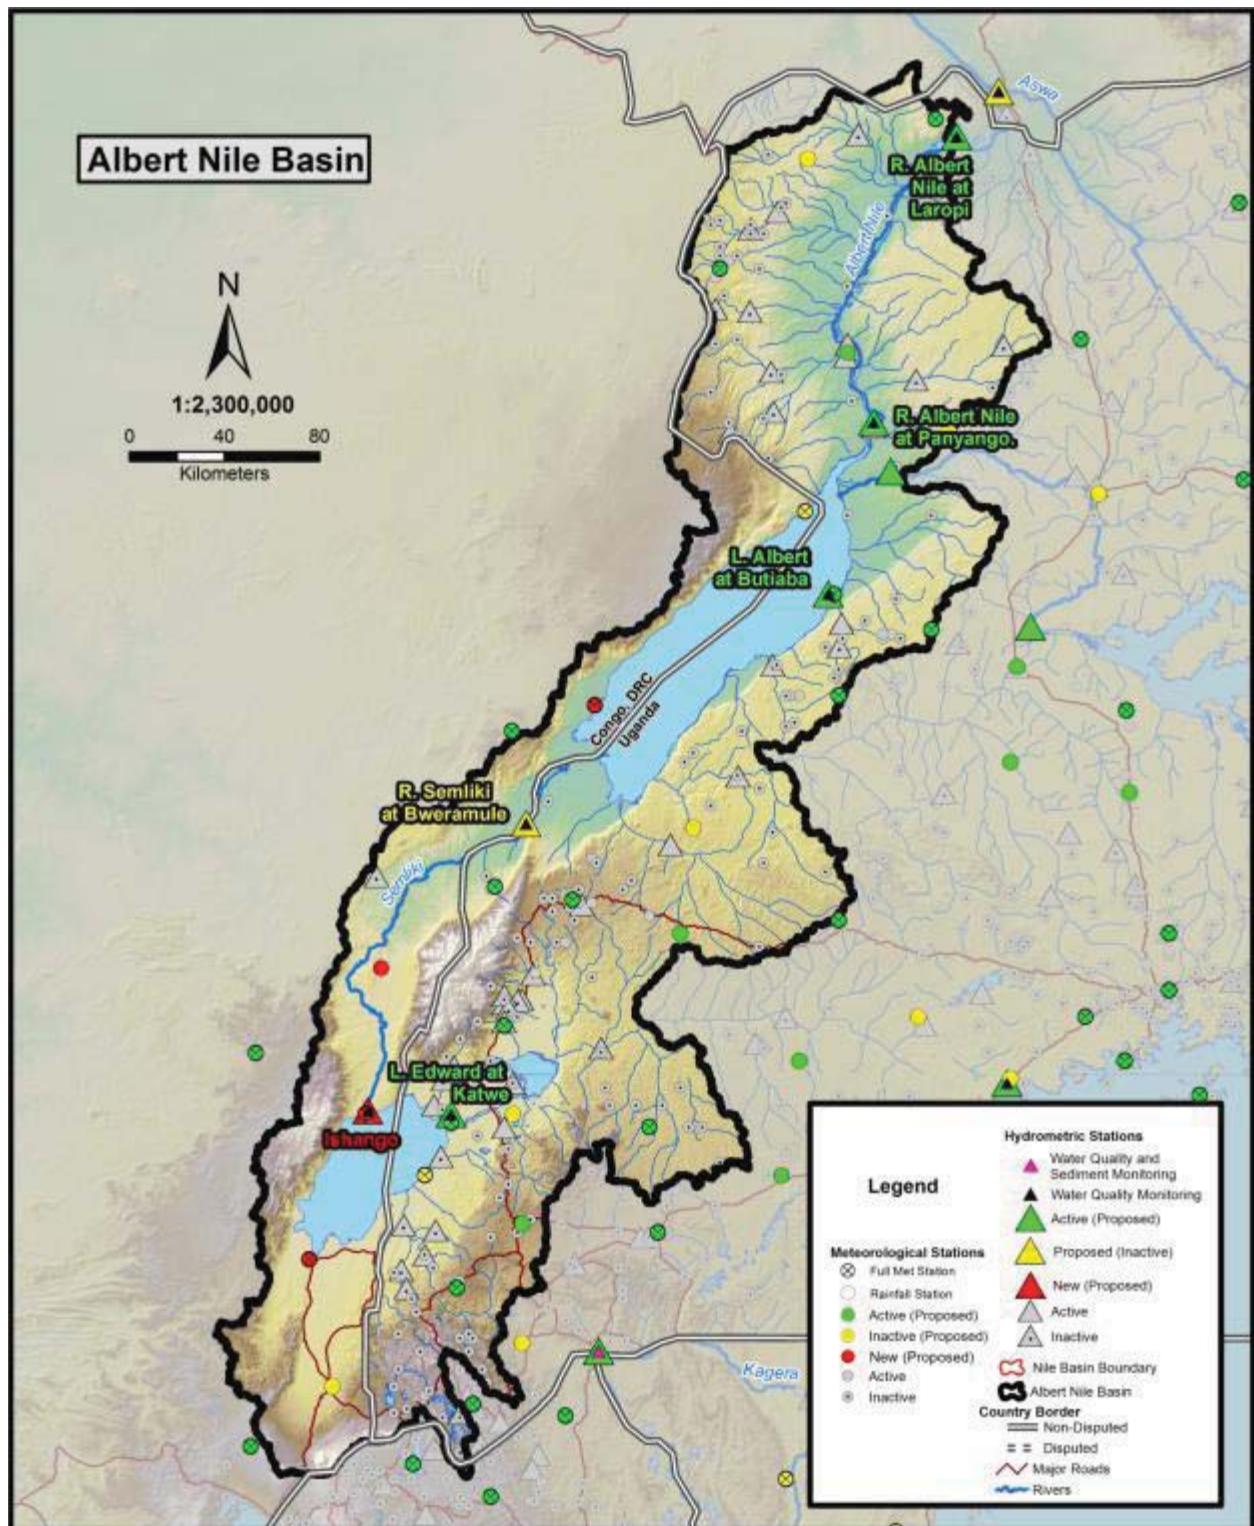 Albert Nile Basin
N
1:2,300,000
0 40 80
Kilometers
Aswa
R. Albert
Nile at
Laropi
Albert Nile
R. Albert Nile
at Panyango.
L. Albert
at Butiaba
Congo, DRC
Uganda
R. Semliki
at Bweramule
Semliki
L. Edward at
Katwe
Ishango
Kagera
Legend
Meteorological Stations
Full Met Station
Rainfall Station
Active (Proposed)
Inactive (Proposed)
New (Proposed)
Active
Inactive
Hydrometric Stations
Water Quality and
Sediment Monitoring
Water Quality Monitoring
Active (Proposed)
Proposed (Inactive)
New (Proposed)
Active
Inactive
Nile Basin Boundary
Albert Nile Basin
Country Border
Non-Disputed
Disputed
Major Roads
Rivers